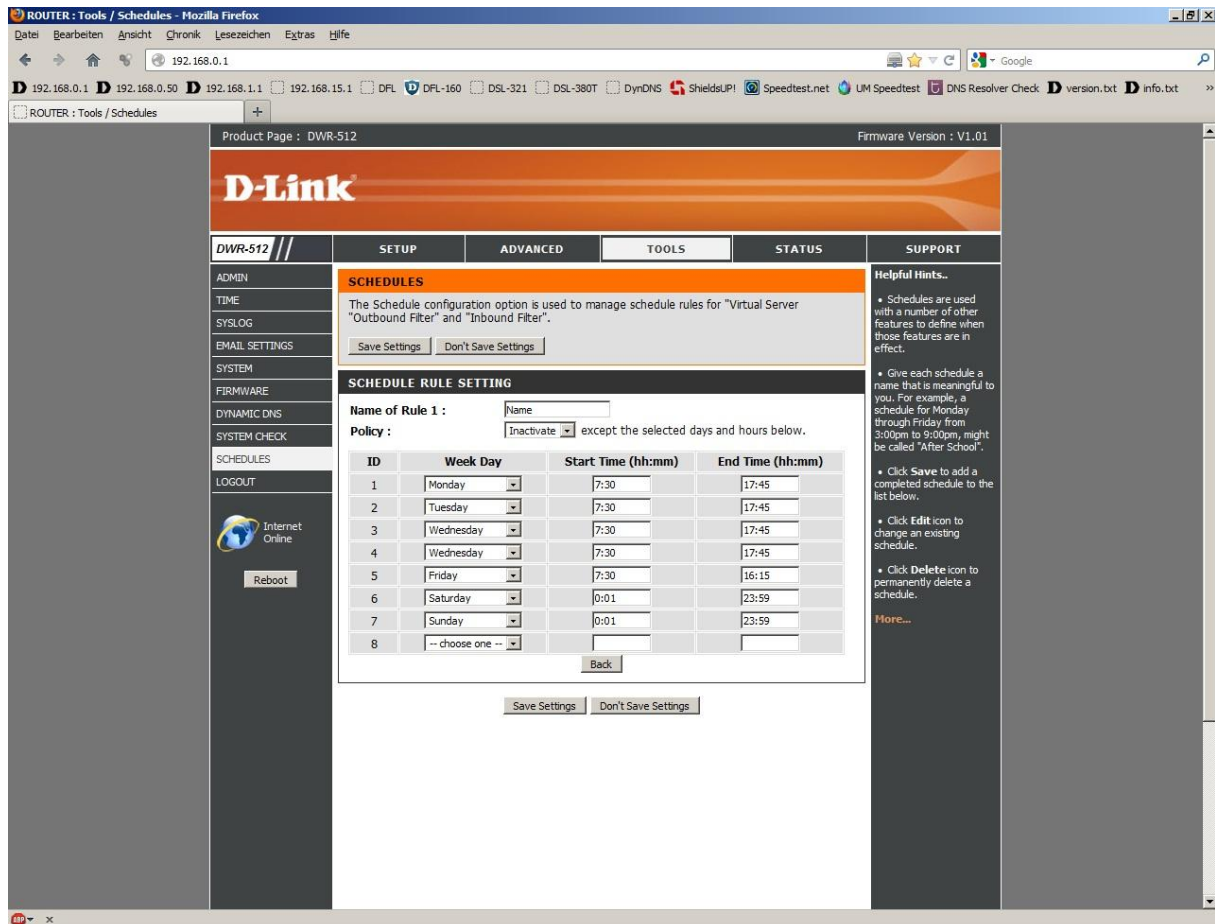 ROUTER : Tools / Schedules - Mozilla Firefox
Datei Bearbeiten Ansicht Chronik Lesezeichen Extras Hilfe
192.168.0.1
Google
192.168.0.1 192.168.0.50 192.168.1.1 192.168.15.1 DFL DFL-160 DSL-321 DSL-380T DynDNS ShieldsUP! Speedtest.net UM Speedtest DNS Resolver Check version.txt info.txt »
ROUTER : Tools / Schedules +
Product Page : DWR-512 Firmware Version : V1.01
D-Link
DWR-512 SETUP ADVANCED TOOLS STATUS SUPPORT
ADMIN
TIME
SYSLOG
EMAIL SETTINGS
SYSTEM
FIRMWARE
DYNAMIC DNS
SYSTEM CHECK
SCHEDULES
LOGOUT
Internet
Online
Reboot
SCHEDULES
The Schedule configuration option is used to manage schedule rules for "Virtual Server
"Outbound Filter" and "Inbound Filter".
Save Settings Don't Save Settings
SCHEDULE RULE SETTING
Name of Rule 1 : Name
Policy : Inactivate except the selected days and hours below.
ID Week Day Start Time (hh:mm) End Time (hh:mm)
1 Monday 7:30 17:45
2 Tuesday 7:30 17:45
3 Wednesday 7:30 17:45
4 Wednesday 7:30 17:45
5 Friday 7:30 16:15
6 Saturday 0:01 23:59
7 Sunday 0:01 23:59
8 -- choose one --
Back
Save Settings Don't Save Settings
Helpful Hints..
• Schedules are used
with a number of other
features to define when
those features are in
effect.
• Give each schedule a
name that is meaningful to
you. For example, a
schedule for Monday
through Friday from
3:00pm to 9:00pm, might
be called "After School".
• Click Save to add a
completed schedule to the
list below.
• Click Edit icon to
change an existing
schedule.
• Click Delete icon to
permanently delete a
schedule.
More...
ABP x